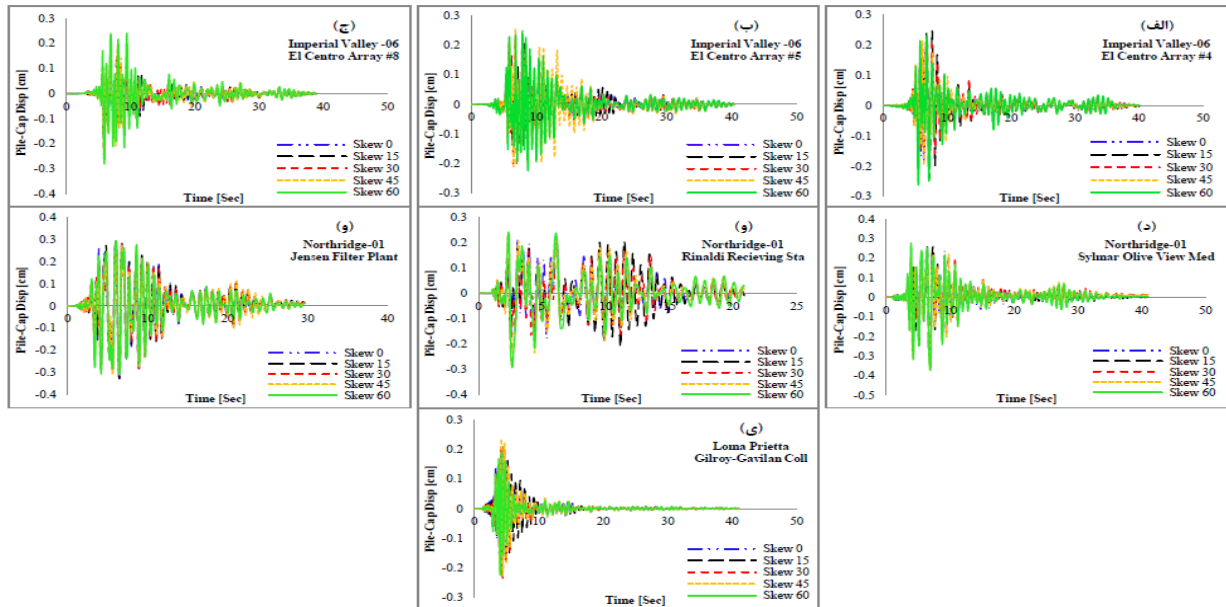 (ج)
Imperial Valley -06
El Centro Array #8
Pile-Cap Disp [cm]
0.3
0.2
0.1
0
-0.1
-0.2
-0.3
-0.4
0 10 20 30 40 50
Skew 0
Skew 15
Skew 30
Skew 45
Skew 60
Time [Sec]
(ب)
Imperial Valley -06
El Centro Array #5
Pile-Cap Disp [cm]
0.3
0.2
0.1
0
-0.1
-0.2
-0.3
0 10 20 30 40 50
Skew 0
Skew 15
Skew 30
Skew 45
Skew 60
Time [Sec]
(الف)
Imperial Valley -06
El Centro Array #4
Pile-Cap Disp [cm]
0.3
0.2
0.1
0
-0.1
-0.2
-0.3
0 10 20 30 40 50
Skew 0
Skew 15
Skew 30
Skew 45
Skew 60
Time [Sec]
(و)
Northridge-01
Jensen Filter Plant
Pile-Cap Disp [cm]
0.4
0.3
0.2
0.1
0
-0.1
-0.2
-0.3
-0.4
0 10 20 30 40
Skew 0
Skew 15
Skew 30
Skew 45
Skew 60
Time [Sec]
(و)
Northridge-01
Rinaldi Recieving Sta
Pile-Cap Disp [cm]
0.3
0.2
0.1
0
-0.1
-0.2
-0.3
-0.4
0 5 10 15 20 25
Skew 0
Skew 15
Skew 30
Skew 45
Skew 60
Time [Sec]
(د)
Northridge-01
Sylmar Olive View Med
Pile-Cap Disp [cm]
0.4
0.3
0.2
0.1
0
-0.1
-0.2
-0.3
-0.4
-0.5
0 10 20 30 40 50
Skew 0
Skew 15
Skew 30
Skew 45
Skew 60
Time [Sec]
(ی)
Loma Prietta
Gilroy-Gavilan Coll
Pile-Cap Disp [cm]
0.3
0.2
0.1
0
-0.1
-0.2
-0.3
0 10 20 30 40 50
Skew 0
Skew 15
Skew 30
Skew 45
Skew 60
Time [Sec]